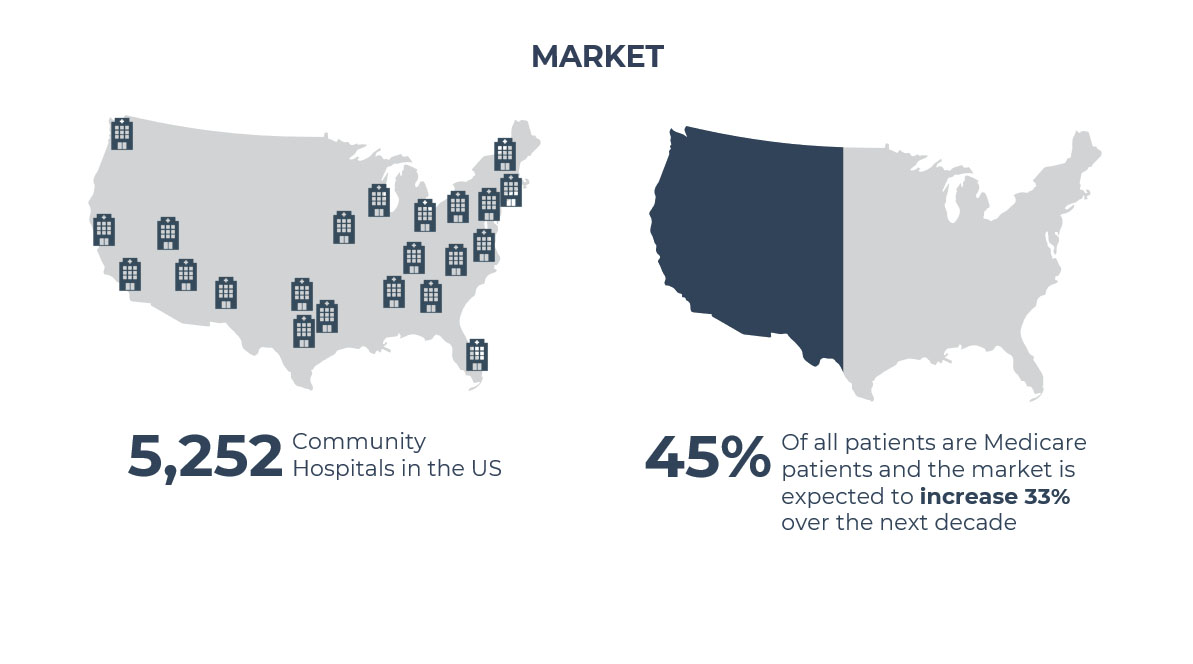 MARKET
5,252
Community
Hospitals in the US
45%
Of all patients are Medicare
patients and the market is
expected to increase 33%
over the next decade